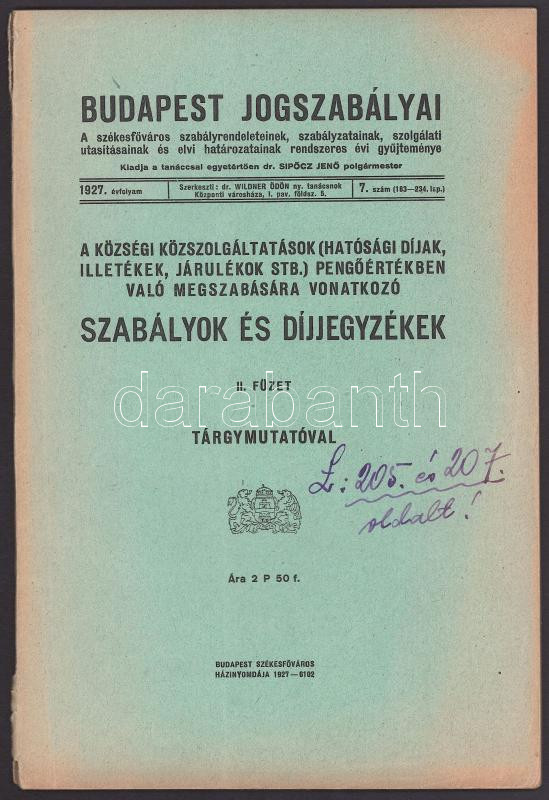 BUDAPEST JOGSZABÁLYAI
A székesfőváros szabályrendeleteinek, szabályzatainak, szolgálati
utasításainak és elvi határozatainak rendszeres évi gyűjteménye
Kiadja a tanáccsal egyetértően dr. SIPŐCZ JENŐ polgármester
1927. évfolyam
Szerkeszti: dr. WILDNER ÖDÖN ny. tanácsnok
Központi városháza, I. pav. földsz. 5.
7. szám (183—234. lap.)
A KÖZSÉGI KÖZSZOLGÁLTATÁSOK (HATÓSÁGI DÍJAK,
ILLETÉKEK, JÁRULÉKOK STB.) PENGŐÉRTÉKBEN
VALÓ MEGSZABÁSÁRA VONATKOZÓ
SZABÁLYOK ÉS DÍJJEGYZÉKEK
II. FÜZET
darabanth
TÁRGYMUTATÓVAL
L: 205. és 207.
oldalt!
Ára 2 P 50 f.
BUDAPEST SZÉKESFŐVÁROS
HÁZINYOMDÁJA 1927—6102